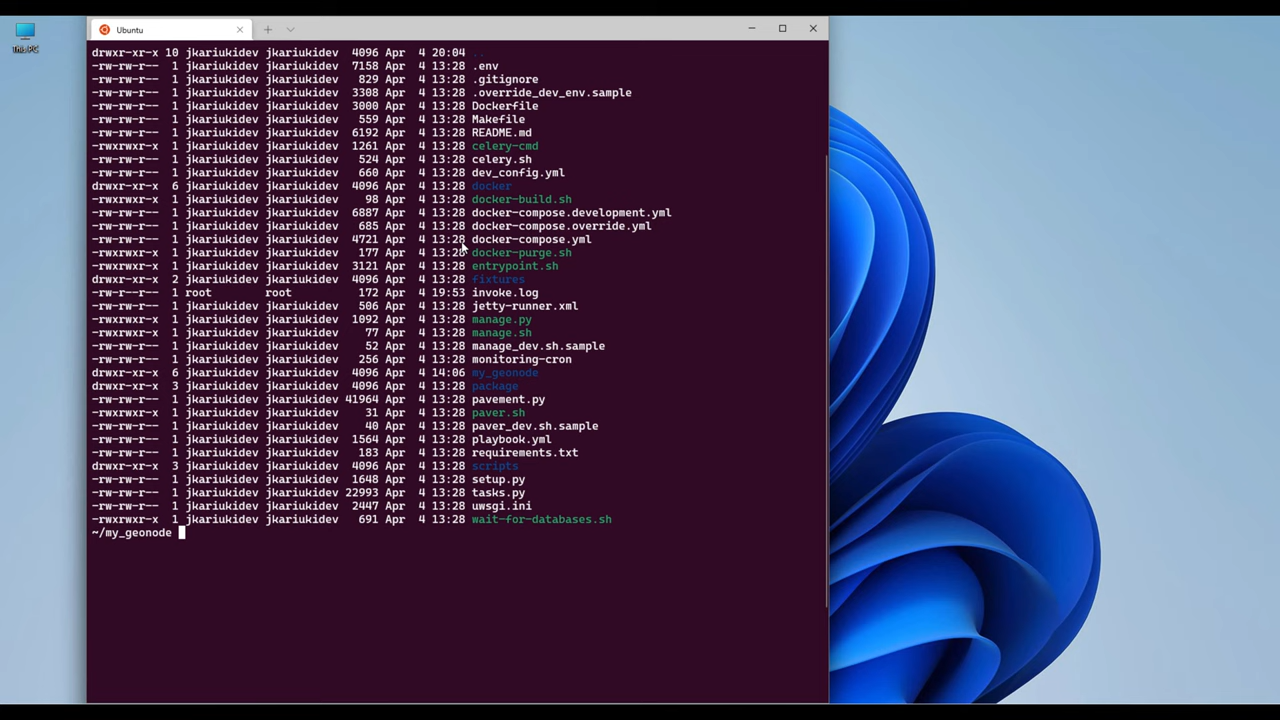 This PC
Ubuntu
drwxr-xr-x 10 jkariukidev jkariukidev 4096 Apr 4 20:04 ..
-rw-rw-r-- 1 jkariukidev jkariukidev 7158 Apr 4 13:28 .env
-rw-rw-r-- 1 jkariukidev jkariukidev 829 Apr 4 13:28 .gitignore
-rw-rw-r-- 1 jkariukidev jkariukidev 3308 Apr 4 13:28 .override_dev_env.sample
-rw-rw-r-- 1 jkariukidev jkariukidev 3000 Apr 4 13:28 Dockerfile
-rw-rw-r-- 1 jkariukidev jkariukidev 559 Apr 4 13:28 Makefile
-rw-rw-r-- 1 jkariukidev jkariukidev 6192 Apr 4 13:28 README.md
-rwxrwxr-x 1 jkariukidev jkariukidev 1261 Apr 4 13:28 celery-cmd
-rw-rw-r-- 1 jkariukidev jkariukidev 524 Apr 4 13:28 celery.sh
-rw-rw-r-- 1 jkariukidev jkariukidev 660 Apr 4 13:28 dev_config.yml
drwxr-xr-x 6 jkariukidev jkariukidev 4096 Apr 4 13:28 docker
-rwxrwxr-x 1 jkariukidev jkariukidev 98 Apr 4 13:28 docker-build.sh
-rw-rw-r-- 1 jkariukidev jkariukidev 6887 Apr 4 13:28 docker-compose.development.yml
-rw-rw-r-- 1 jkariukidev jkariukidev 685 Apr 4 13:28 docker-compose.override.yml
-rw-rw-r-- 1 jkariukidev jkariukidev 4721 Apr 4 13:28 docker-compose.yml
-rwxrwxr-x 1 jkariukidev jkariukidev 177 Apr 4 13:28 docker-purge.sh
-rwxrwxr-x 1 jkariukidev jkariukidev 3121 Apr 4 13:28 entrypoint.sh
drwxr-xr-x 2 jkariukidev jkariukidev 4096 Apr 4 13:28 fixtures
-rw-r--r-- 1 root root 172 Apr 4 19:53 invoke.log
-rw-rw-r-- 1 jkariukidev jkariukidev 506 Apr 4 13:28 jetty-runner.xml
-rwxrwxr-x 1 jkariukidev jkariukidev 1092 Apr 4 13:28 manage.py
-rwxrwxr-x 1 jkariukidev jkariukidev 77 Apr 4 13:28 manage.sh
-rw-rw-r-- 1 jkariukidev jkariukidev 52 Apr 4 13:28 manage_dev.sh.sample
-rw-rw-r-- 1 jkariukidev jkariukidev 256 Apr 4 13:28 monitoring-cron
drwxr-xr-x 6 jkariukidev jkariukidev 4096 Apr 4 14:06 my_geonode
drwxr-xr-x 3 jkariukidev jkariukidev 4096 Apr 4 13:28 package
-rw-rw-r-- 1 jkariukidev jkariukidev 41964 Apr 4 13:28 pavement.py
-rwxrwxr-x 1 jkariukidev jkariukidev 31 Apr 4 13:28 paver.sh
-rw-rw-r-- 1 jkariukidev jkariukidev 40 Apr 4 13:28 paver_dev.sh.sample
-rw-rw-r-- 1 jkariukidev jkariukidev 1564 Apr 4 13:28 playbook.yml
-rw-rw-r-- 1 jkariukidev jkariukidev 183 Apr 4 13:28 requirements.txt
drwxr-xr-x 3 jkariukidev jkariukidev 4096 Apr 4 13:28 scripts
-rw-rw-r-- 1 jkariukidev jkariukidev 1648 Apr 4 13:28 setup.py
-rw-rw-r-- 1 jkariukidev jkariukidev 22993 Apr 4 13:28 tasks.py
-rw-rw-r-- 1 jkariukidev jkariukidev 2447 Apr 4 13:28 uwsgi.ini
-rwxrwxr-x 1 jkariukidev jkariukidev 691 Apr 4 13:28 wait-for-databases.sh
~/my_geonode